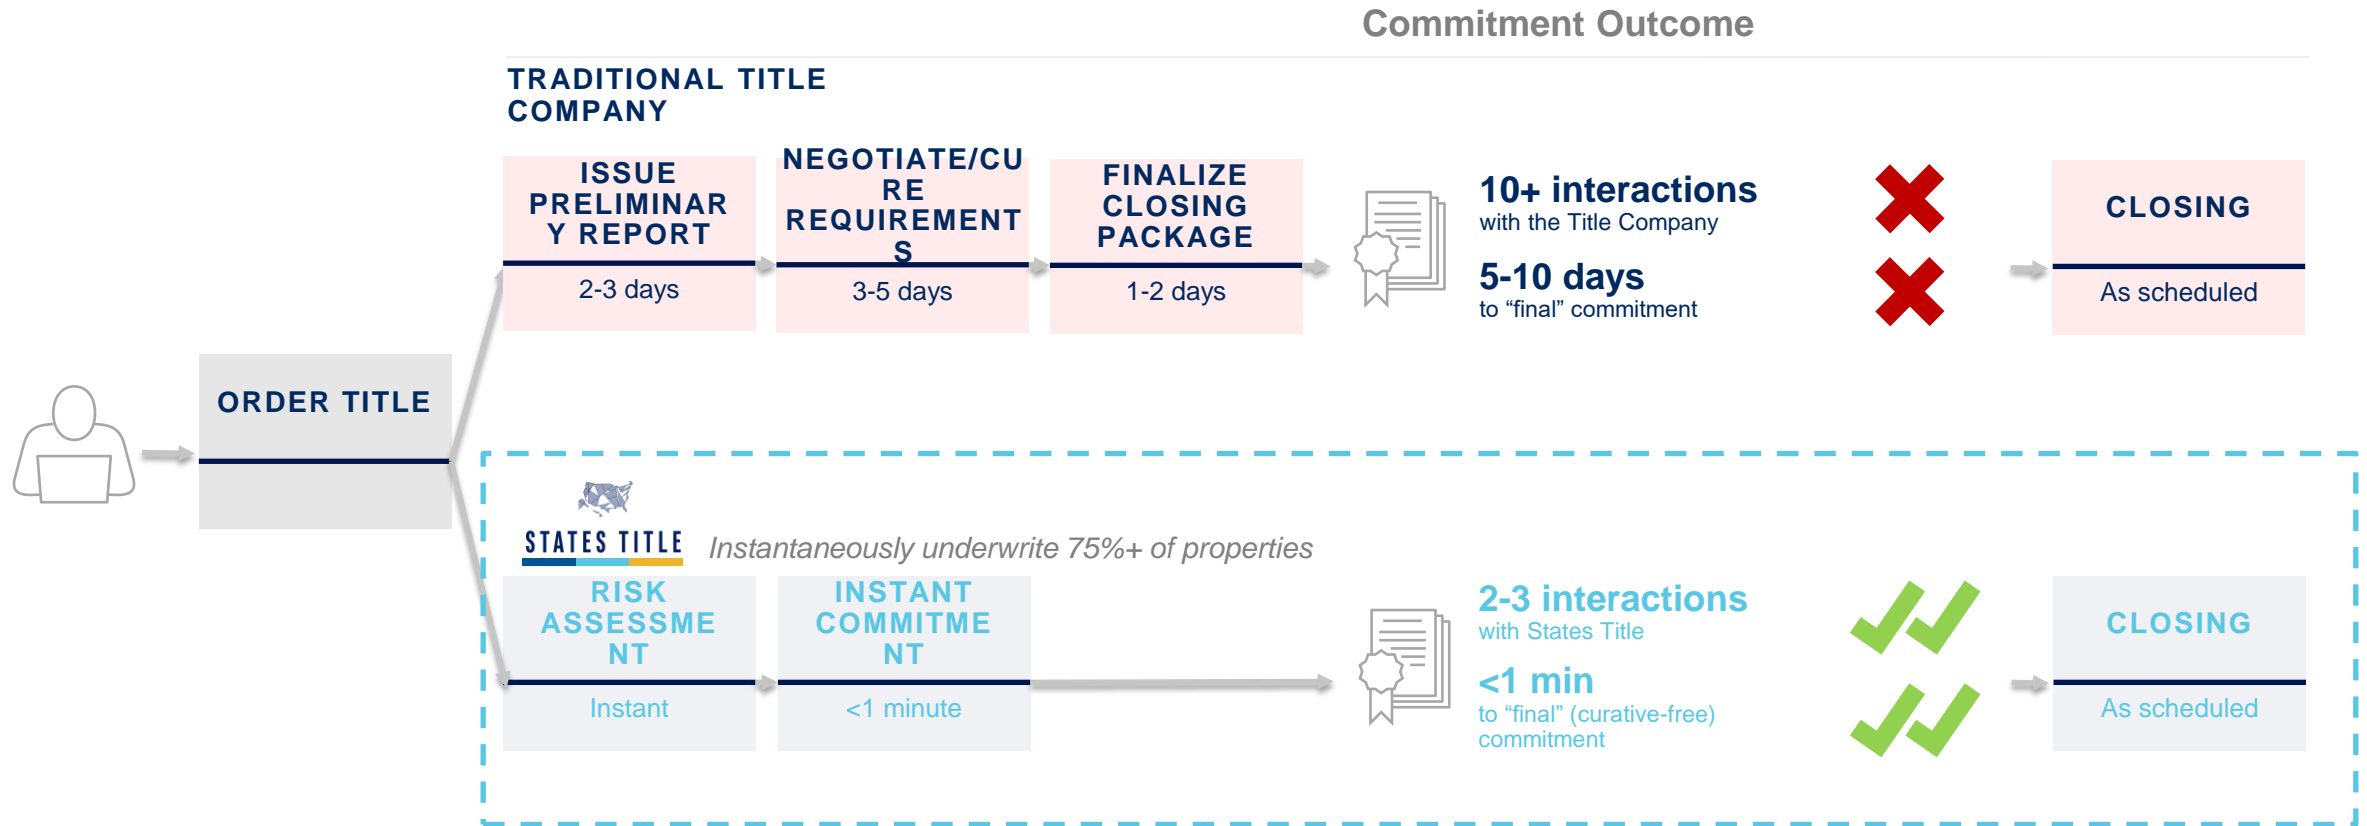 Commitment Outcome
TRADITIONAL TITLE
COMPANY
ISSUE
PRELIMINAR
Y REPORT
2-3 days
NEGOTIATE/CU
RE
REQUIREMENT
S
3-5 days
FINALIZE
CLOSING
PACKAGE
1-2 days
10+ interactions
with the Title Company
5-10 days
to “final” commitment
CLOSING
As scheduled
ORDER TITLE
STATES TITLE
Instantaneously underwrite 75%+ of properties
RISK
ASSESSME
NT
Instant
INSTANT
COMMITME
NT
<1 minute
2-3 interactions
with States Title
<1 min
to “final” (curative-free)
commitment
CLOSING
As scheduled